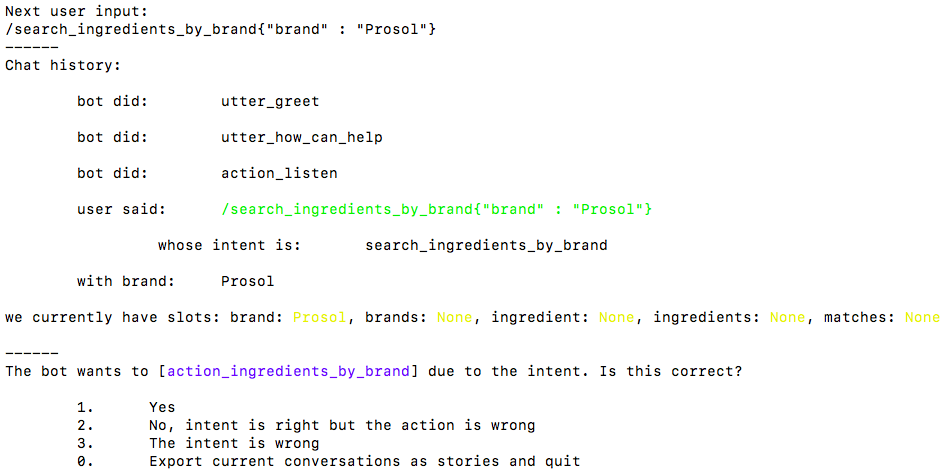 Next user input:
/search_ingredients_by_brand{"brand" : "Prosol"}
------
Chat history:
bot did: utter_greet
bot did: utter_how_can_help
bot did: action_listen
user said: /search_ingredients_by_brand{"brand" : "Prosol"}
whose intent is: search_ingredients_by_brand
with brand: Prosol
we currently have slots: brand: Prosol, brands: None, ingredient: None, ingredients: None, matches: None
------
The bot wants to [action_ingredients_by_brand] due to the intent. Is this correct?
1. Yes
2. No, intent is right but the action is wrong
3. The intent is wrong
0. Export current conversations as stories and quit